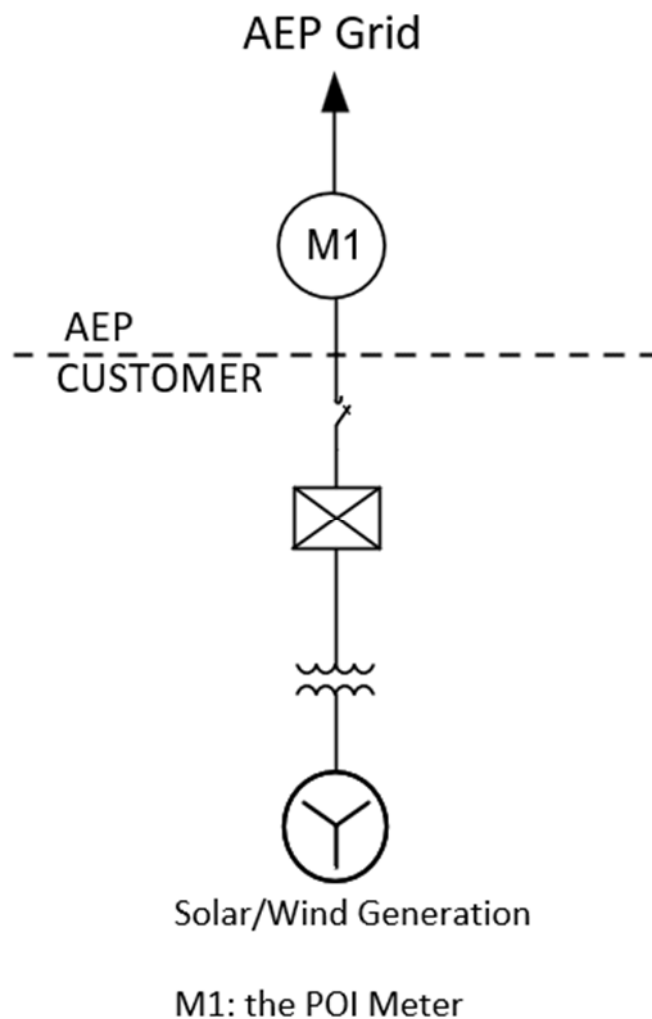 AEP Grid
M1
AEP
CUSTOMER
Solar/Wind Generation
M1: the POI Meter